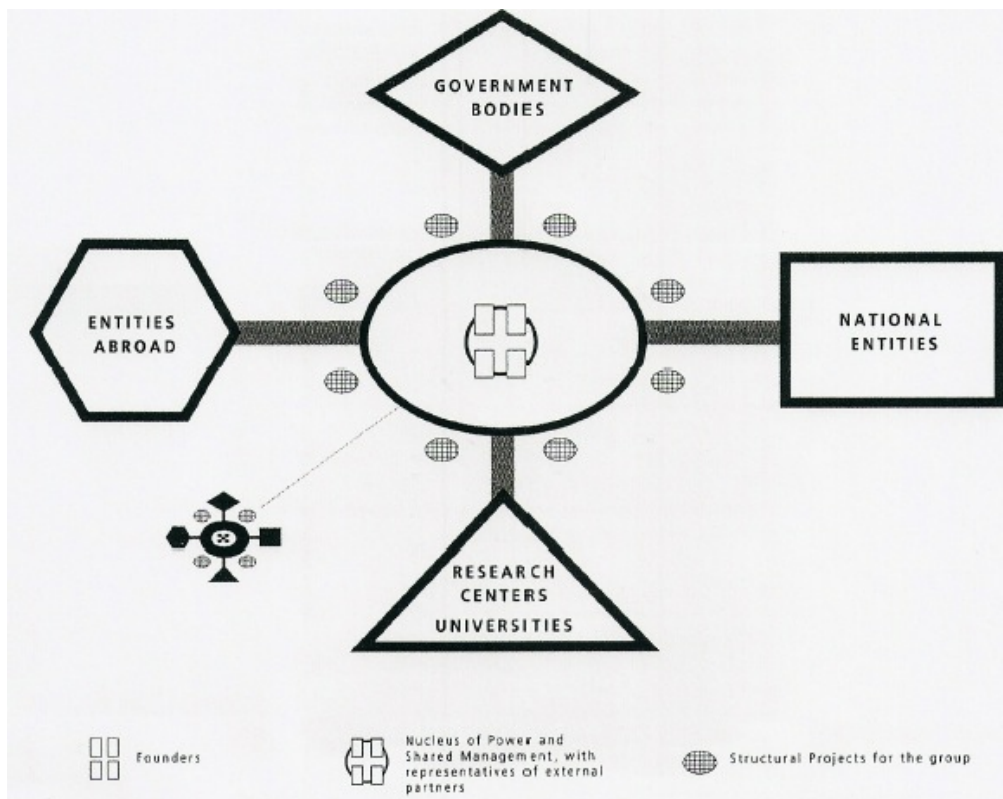 GOVERNMENT
BODIES
ENTITIES
ABROAD
NATIONAL
ENTITIES
RESEARCH
CENTERS
UNIVERSITIES
Founders
Nucleus of Power and
Shared Management, with
representatives of external
partners
Structural Projects for the group